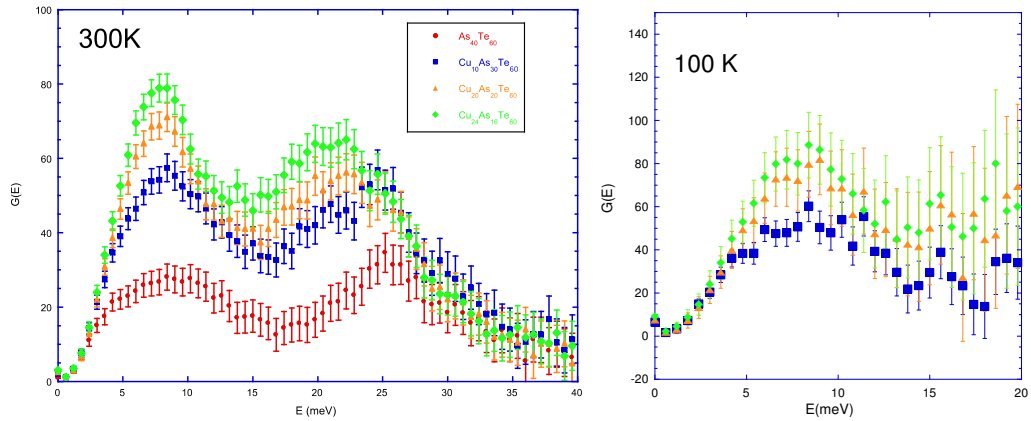 300K
As40Te60
Cu10As30Te60
Cu20As20Te60
Cu24As16Te60
G(E)
100
80
60
40
20
0
0 5 10 15 20 25 30 35 40
E (meV)
100 K
G(E)
140
120
100
80
60
40
20
0
-20
0 5 10 15 20
E(meV)